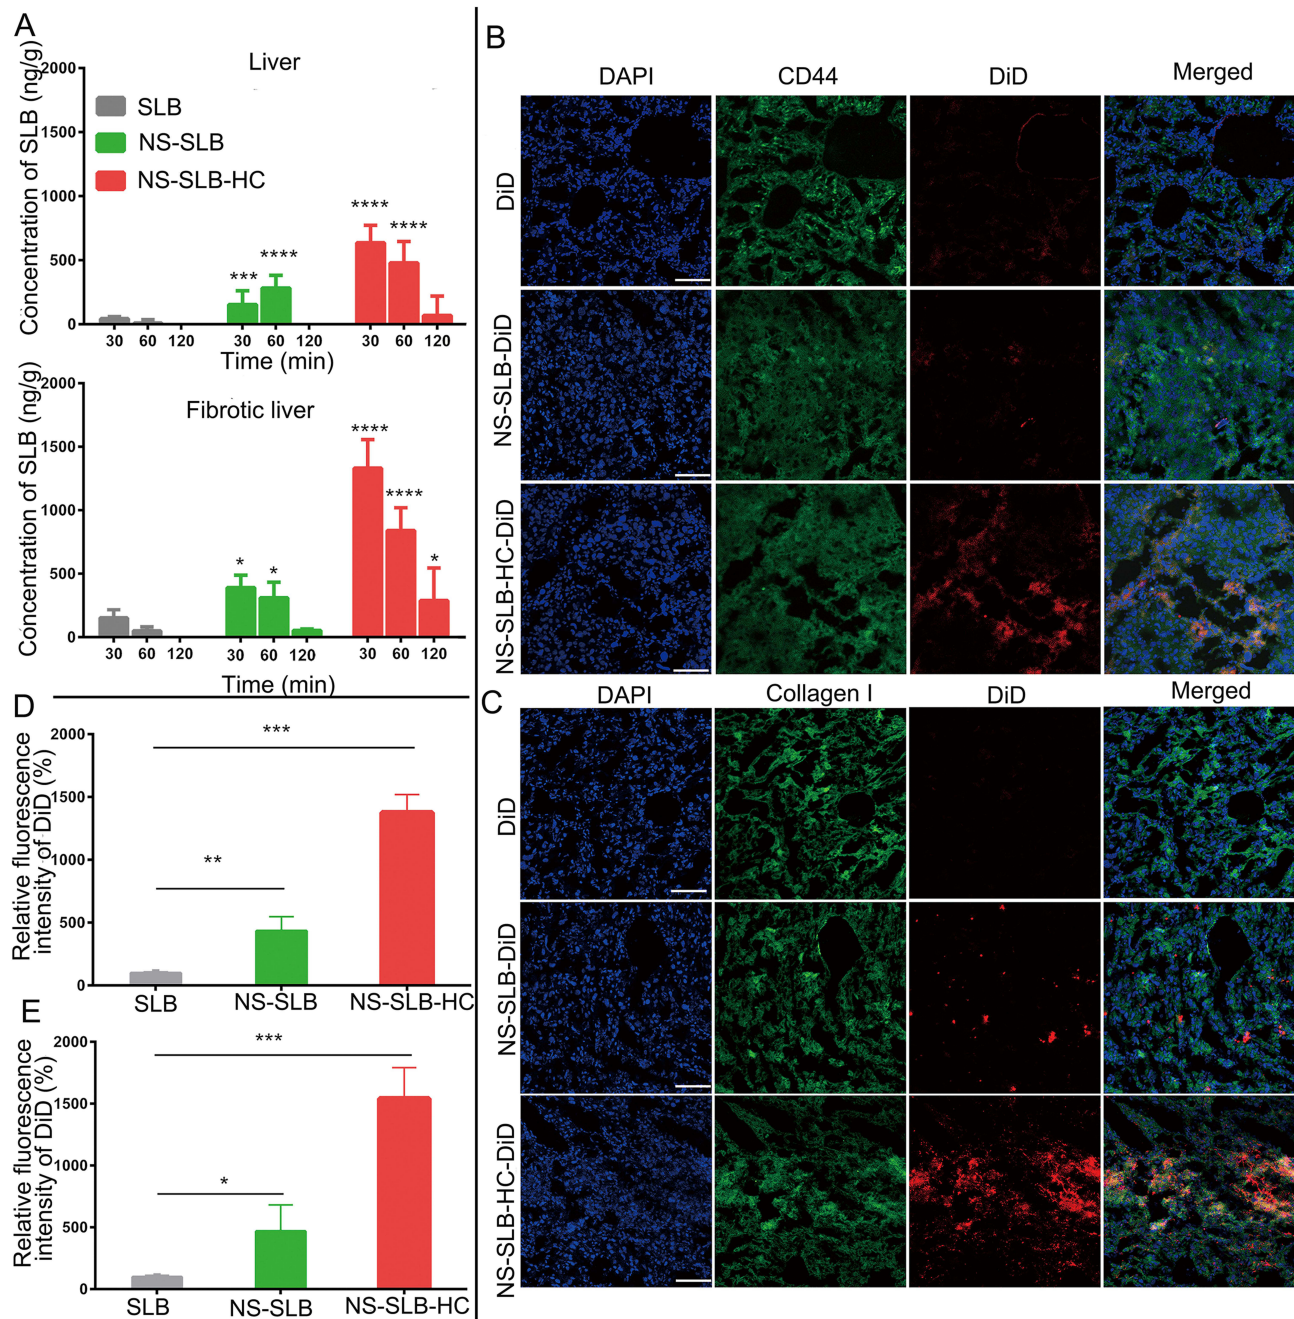 A
Concentration of SLB (ng/g)
Liver
2000
1500
1000
500
0
SLB
NS-SLB
NS-SLB-HC
*** **** **** ****
30 60 120 30 60 120 30 60 120
Time (min)
Concentration of SLB (ng/g)
Fibrotic liver
2000
1500
1000
500
0
* * **** **** *
30 60 120 30 60 120 30 60 120
Time (min)
B
DAPI CD44 DiD Merged
DiD
NS-SLB-DiD
NS-SLB-HC-DiD
C
DAPI Collagen I DiD Merged
DiD
NS-SLB-DiD
NS-SLB-HC-DiD
D
Relative fluorescence
intensity of DiD (%)
2000
1500
1000
500
0
***
**
SLB NS-SLB NS-SLB-HC
E
Relative fluorescence
intensity of DiD (%)
2000
1500
1000
500
0
***
*
SLB NS-SLB NS-SLB-HC